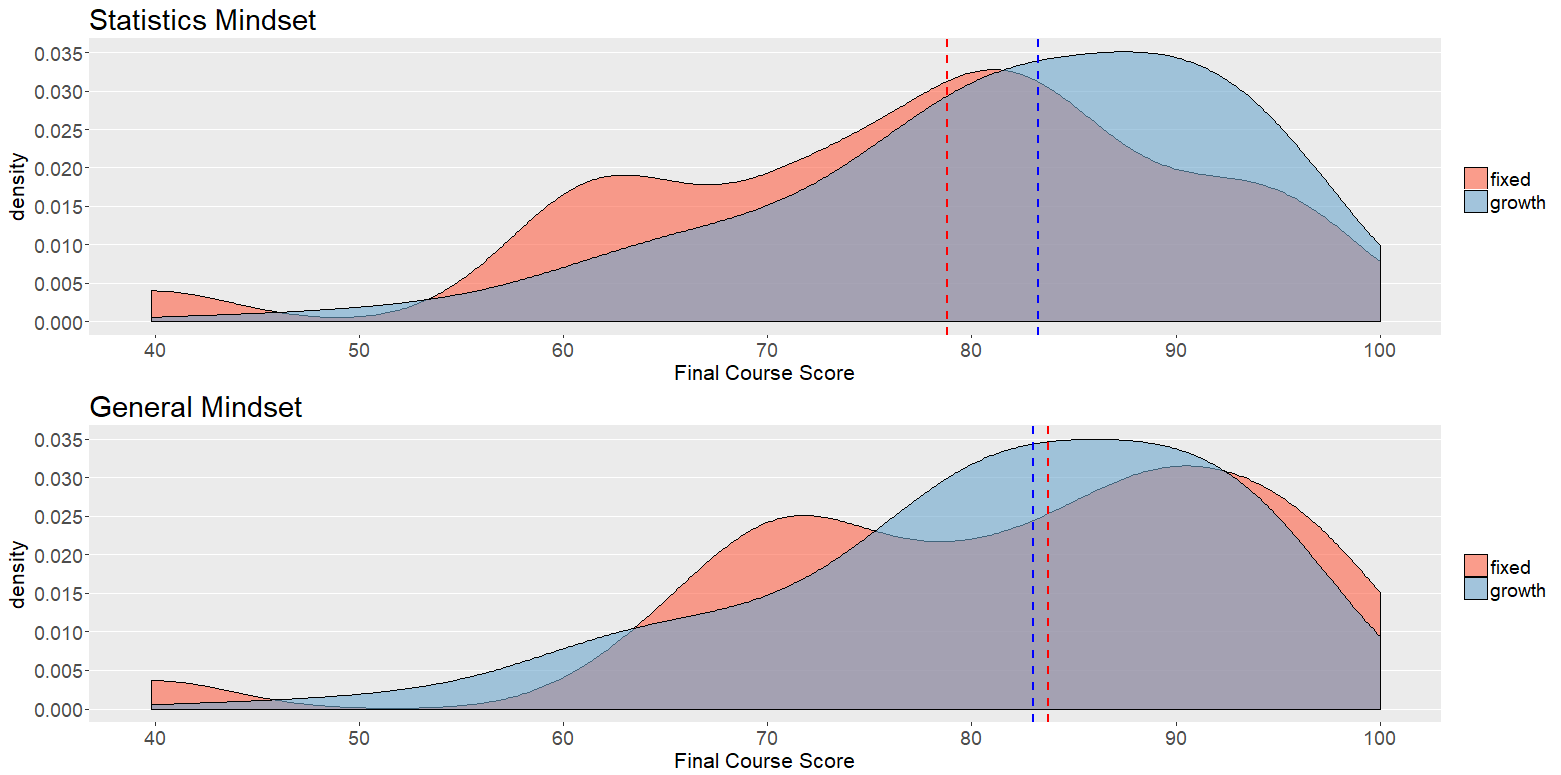 Statistics Mindset
density
0.035
0.030
0.025
0.020
0.015
0.010
0.005
0.000
40 50 60 70 80 90 100
Final Course Score
fixed
growth
General Mindset
density
0.035
0.030
0.025
0.020
0.015
0.010
0.005
0.000
40 50 60 70 80 90 100
Final Course Score
fixed
growth